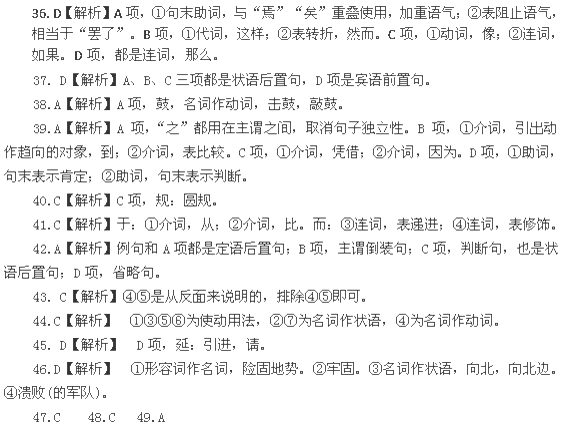 36. D【解析】A 项，①句末助词，与“焉”“矣”重叠使用，加重语气；②表阻止语气，
相当于“罢了”。B 项，①代词，这样；②表转折，然而。C 项，①动词，像；②连词，
如果。D 项，都是连词，那么。
37. D【解析】A、B、C 三项都是状语后置句，D 项是宾语前置句。
38.A【解析】A 项，鼓，名词作动词，击鼓，敲鼓。
39.A【解析】A 项，“之”都用在主谓之间，取消句子独立性。B 项，①介词，引出动
作趋向的对象，到；②介词，表比较。C项，①介词，凭借；②介词，因为。D项，①助词，
句末表示肯定；②助词，句末表示判断。
40.C【解析】C 项，规：圆规。
41.C【解析】于：①介词，从；②介词，比。而：③连词，表递进；④连词，表修饰。
42.A【解析】例句和 A 项都是定语后置句；B 项，主谓倒装句；C 项，判断句，也是状
语后置句；D 项，省略句。
43. C【解析】④⑤是从反面来说明的，排除④⑤即可。
44.C【解析】 ①③⑤⑥为使动用法，②⑦为名词作状语，④为名词作动词。
45. D【解析】 D 项，延：引进，请。
46.D【解析】 ①形容词作名词，险固地势。②牢固。③名词作状语，向北，向北边。
④溃败(的军队)。
47.C 48.C 49.A